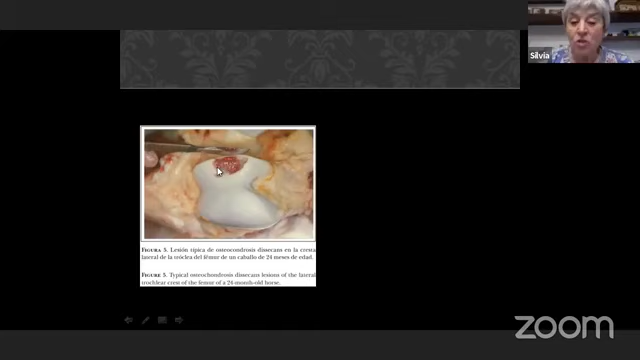 Silvia
FIGURA 5. Lesión típica de osteocondrosis dissecans en la cresta
lateral de la tróclea del fémur de un caballo de 24 meses de edad.
FIGURE 5. Typical osteochondrosis dissecans lesions of the lateral
trochlear crest of the femur of a 24-month-old horse.
zoom